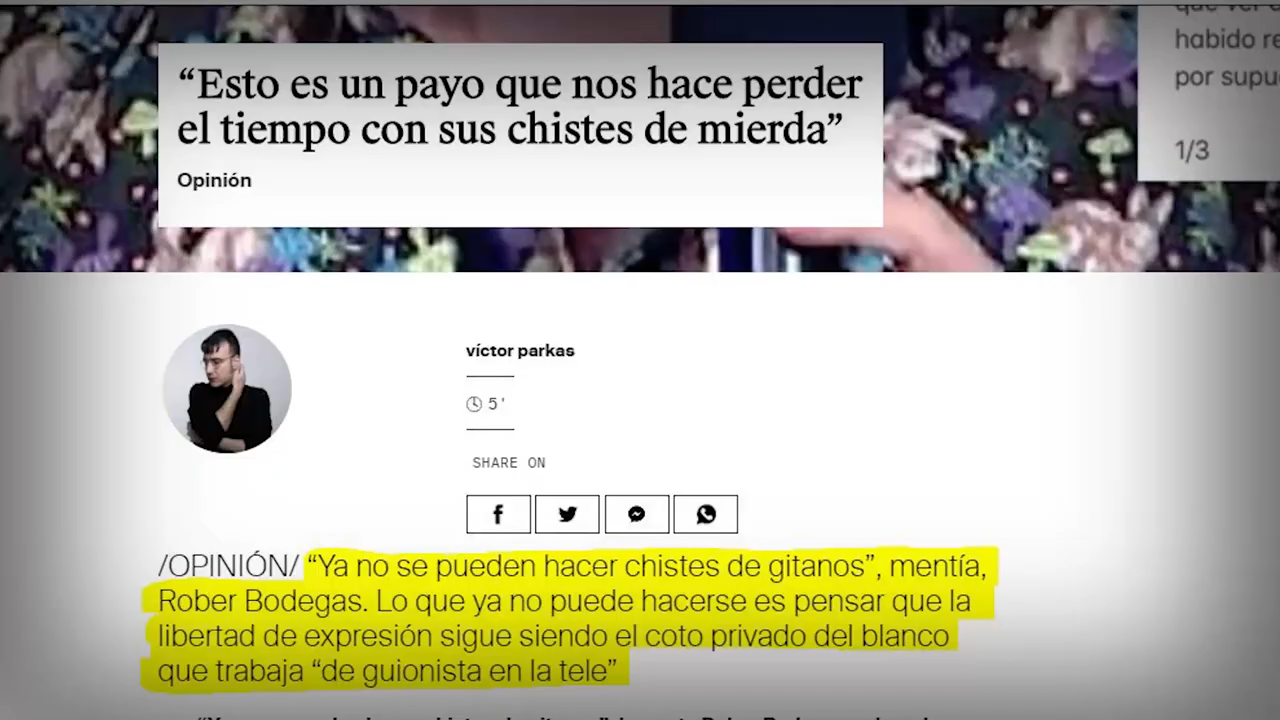 “Esto es un payo que nos hace perder
el tiempo con sus chistes de mierda”
Opinión
habido
por
1/3
víctor parkas
5'
SHARE ON
/OPINIÓN/ “Ya no se pueden hacer chistes de gitanos”, mentía,
Rober Bodegas. Lo que ya no puede hacerse es pensar que la
libertad de expresión sigue siendo el coto privado del blanco
que trabaja “de guionista en la tele”